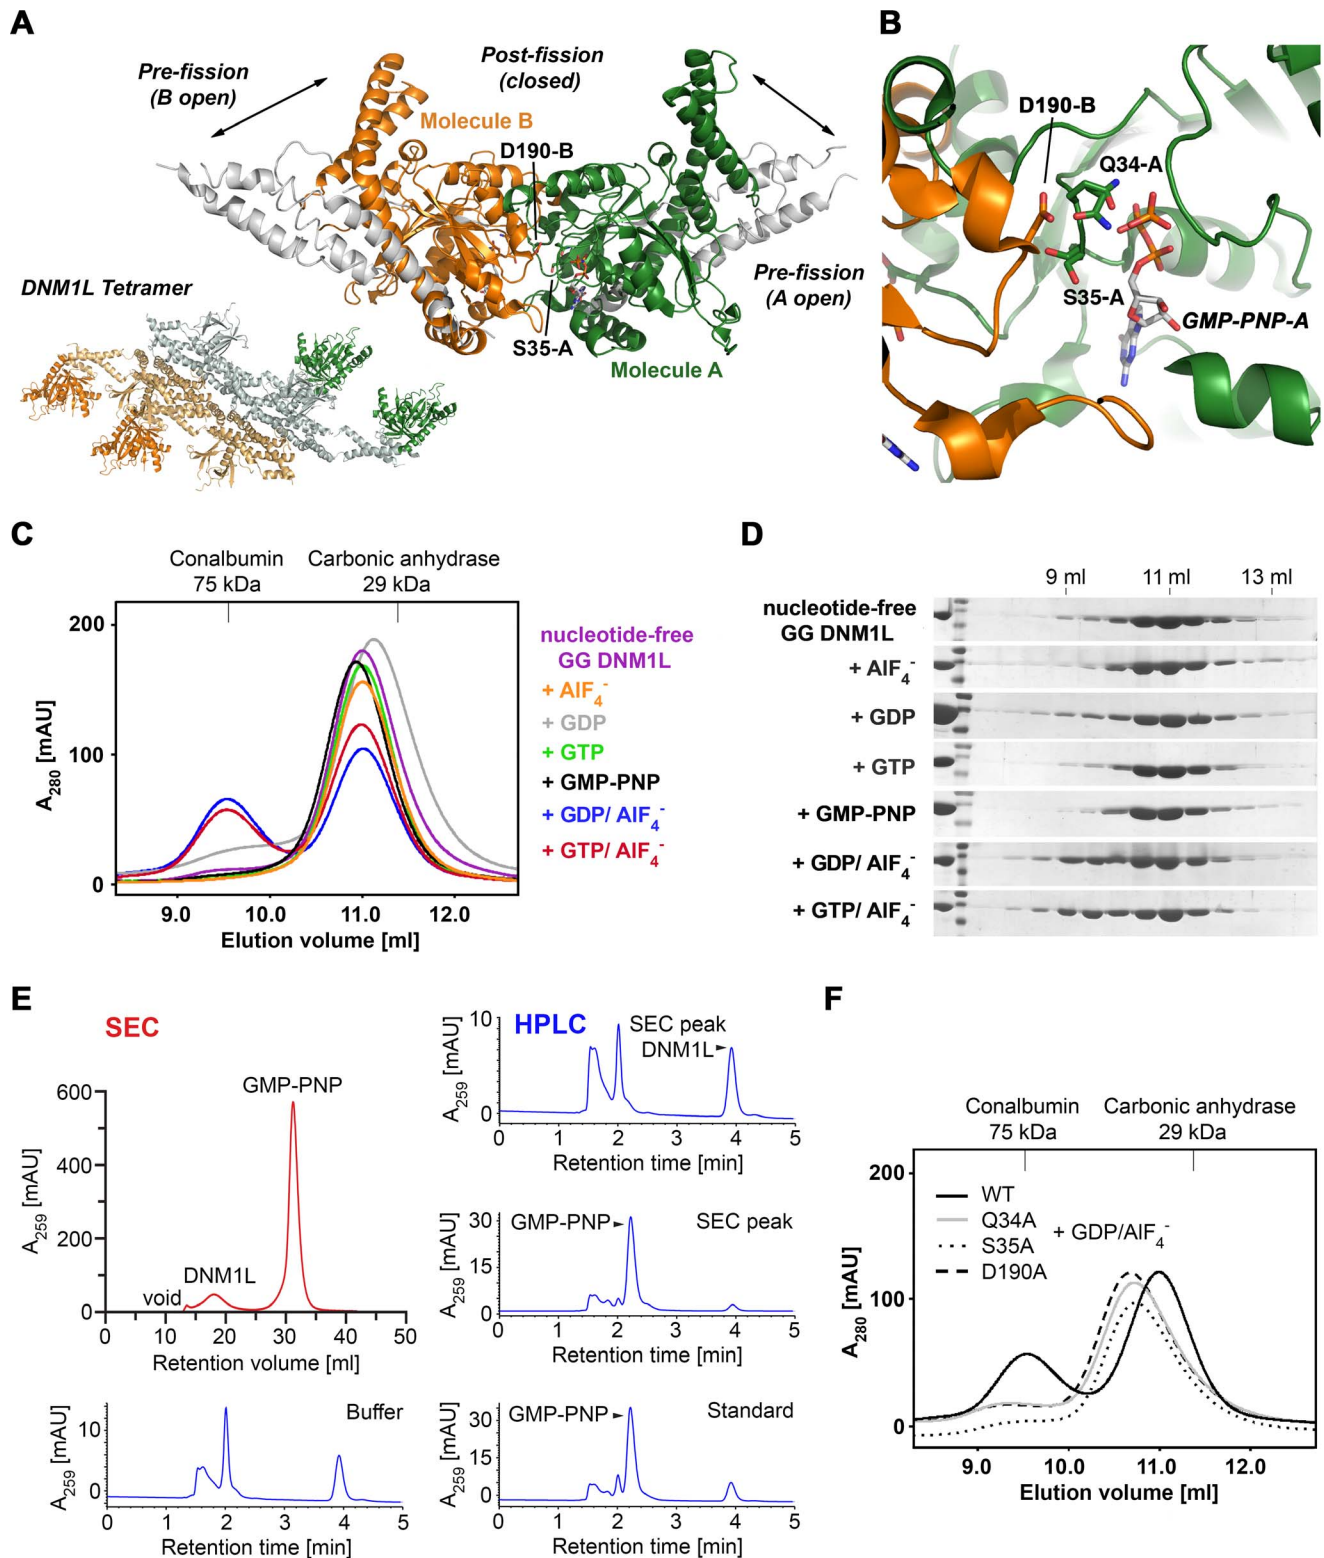 A
Pre-fission
(B open)
Post-fission
(closed)
Molecule B
D190-B
Pre-fission
(A open)
S35-A
Molecule A
DNM1L Tetramer
B
D190-B
Q34-A
S35-A
GMP-PNP-A
C
Conalbumin
75 kDa
Carbonic anhydrase
29 kDa
200
100
0
A280 [mAU]
9.0 10.0 11.0 12.0
Elution volume [ml]
nucleotide-free
GG DNM1L
+ AlF4-
+ GDP
+ GTP
+ GMP-PNP
+ GDP/ AlF4-
+ GTP/ AlF4-
D
9 ml 11 ml 13 ml
nucleotide-free
GG DNM1L
+ AlF4-
+ GDP
+ GTP
+ GMP-PNP
+ GDP/ AlF4-
+ GTP/ AlF4-
E
SEC
GMP-PNP
600
400
200
0
A259 [mAU]
void
DNM1L
0 10 20 30 40 50
Retention volume [ml]
HPLC
SEC peak
DNM1L
10
0
A259 [mAU]
0 1 2 3 4 5
Retention time [min]
GMP-PNP
SEC peak
30
15
0
A259 [mAU]
0 1 2 3 4 5
Retention time [min]
Buffer
10
0
A259 [mAU]
0 1 2 3 4 5
Retention time [min]
GMP-PNP
Standard
30
15
0
A259 [mAU]
0 1 2 3 4 5
Retention time [min]
F
Conalbumin
75 kDa
Carbonic anhydrase
29 kDa
200
100
0
A280 [mAU]
WT
Q34A
S35A
D190A
+ GDP/AlF4-
9.0 10.0 11.0 12.0
Elution volume [ml]